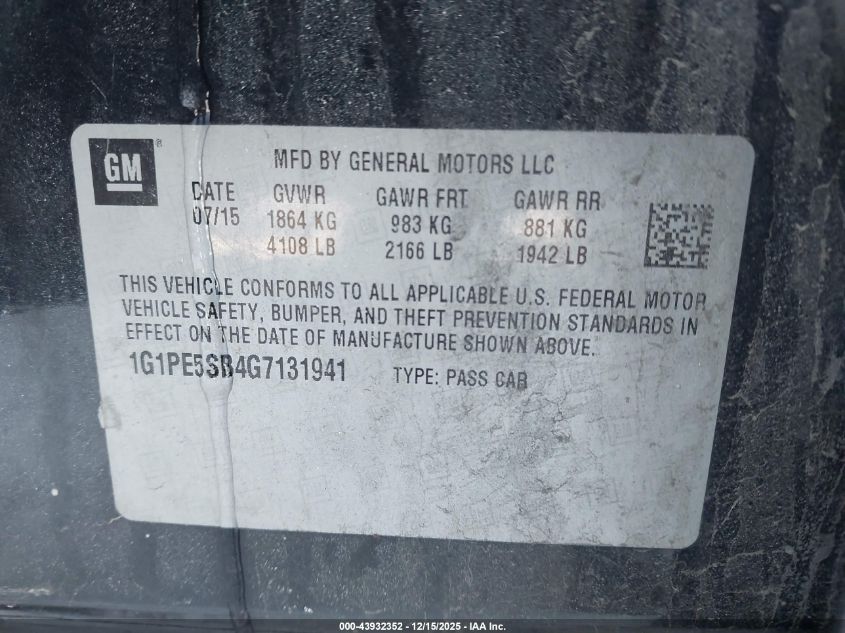 GM ®
MFD BY GENERAL MOTORS LLC
DATE GVWR GAWR FRT GAWR RR
07/15 1864 KG 983 KG 881 KG
4108 LB 2166 LB 1942 LB
THIS VEHICLE CONFORMS TO ALL APPLICABLE U.S. FEDERAL MOTOR
VEHICLE SAFETY, BUMPER, AND THEFT PREVENTION STANDARDS IN
EFFECT ON THE DATE OF MANUFACTURE SHOWN ABOVE.
1G1PE5SB4G7131941 TYPE: PASS CAR
000-43932352 - 12/15/2025 - IAA Inc.